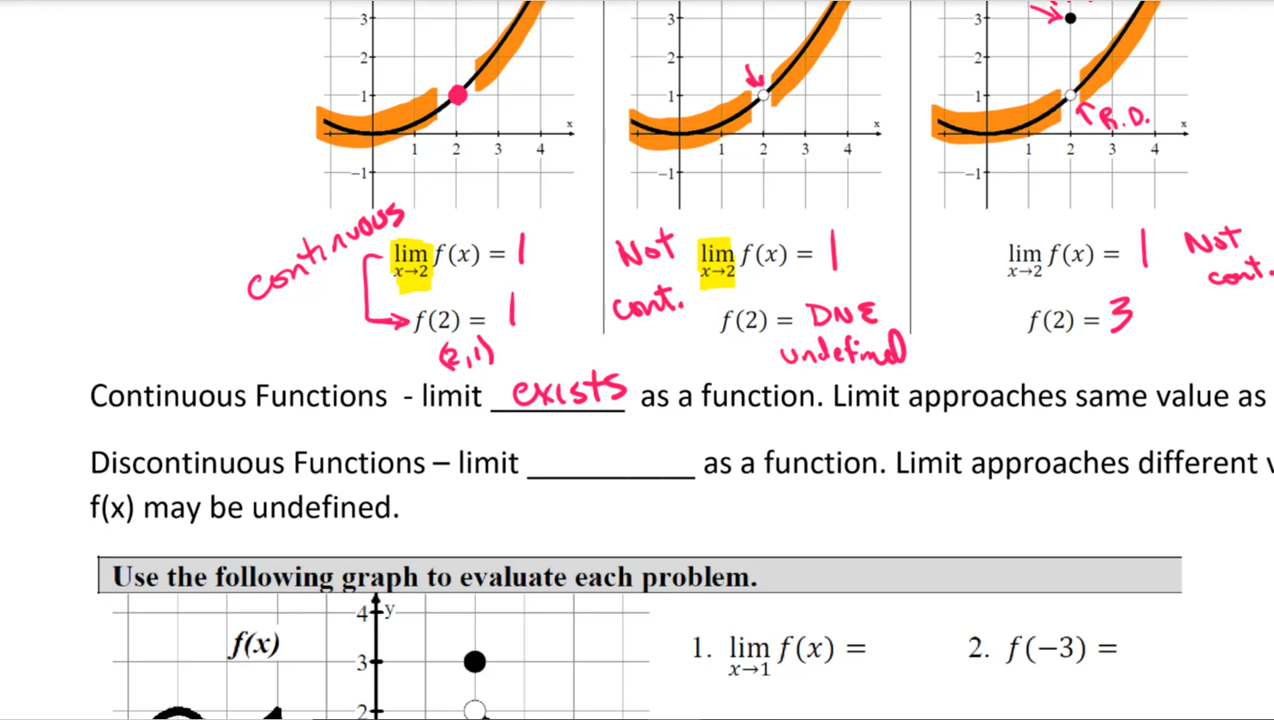 3 3 3
2 2 2
1 1 1
x x x
R.D.
1 2 3 4 1 2 3 4 1 2 3 4
−1 −1 −1
continuous
lim f(x) = 1 Not lim f(x) = 1 lim f(x) = 1 Not
x→2 x→2 x→2 cont.
cont.
f(2) = 1 f(2) = DNE f(2) = 3
(2,1) undefined
Continuous Functions - limit exists as a function. Limit approaches same value as
Discontinuous Functions – limit __________ as a function. Limit approaches different
f(x) may be undefined.
Use the following graph to evaluate each problem.
4 y
f(x)
3
2
1. lim f(x) = 2. f(−3) =
x→1